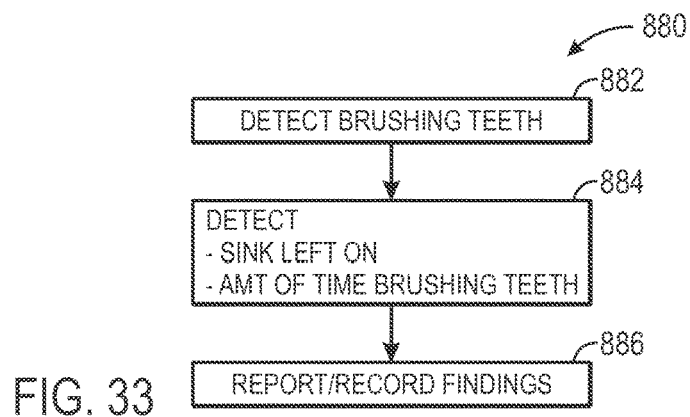 880
882
DETECT BRUSHING TEETH
884
DETECT
- SINK LEFT ON
- AMT OF TIME BRUSHING TEETH
886
REPORT/RECORD FINDINGS
FIG. 33